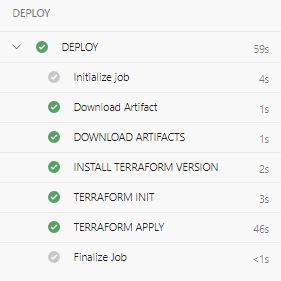 DEPLOY
DEPLOY 59s
Initialize job 4s
Download Artifact 1s
DOWNLOAD ARTIFACTS 1s
INSTALL TERRAFORM VERSION 2s
TERRAFORM INIT 3s
TERRAFORM APPLY 46s
Finalize Job <1s